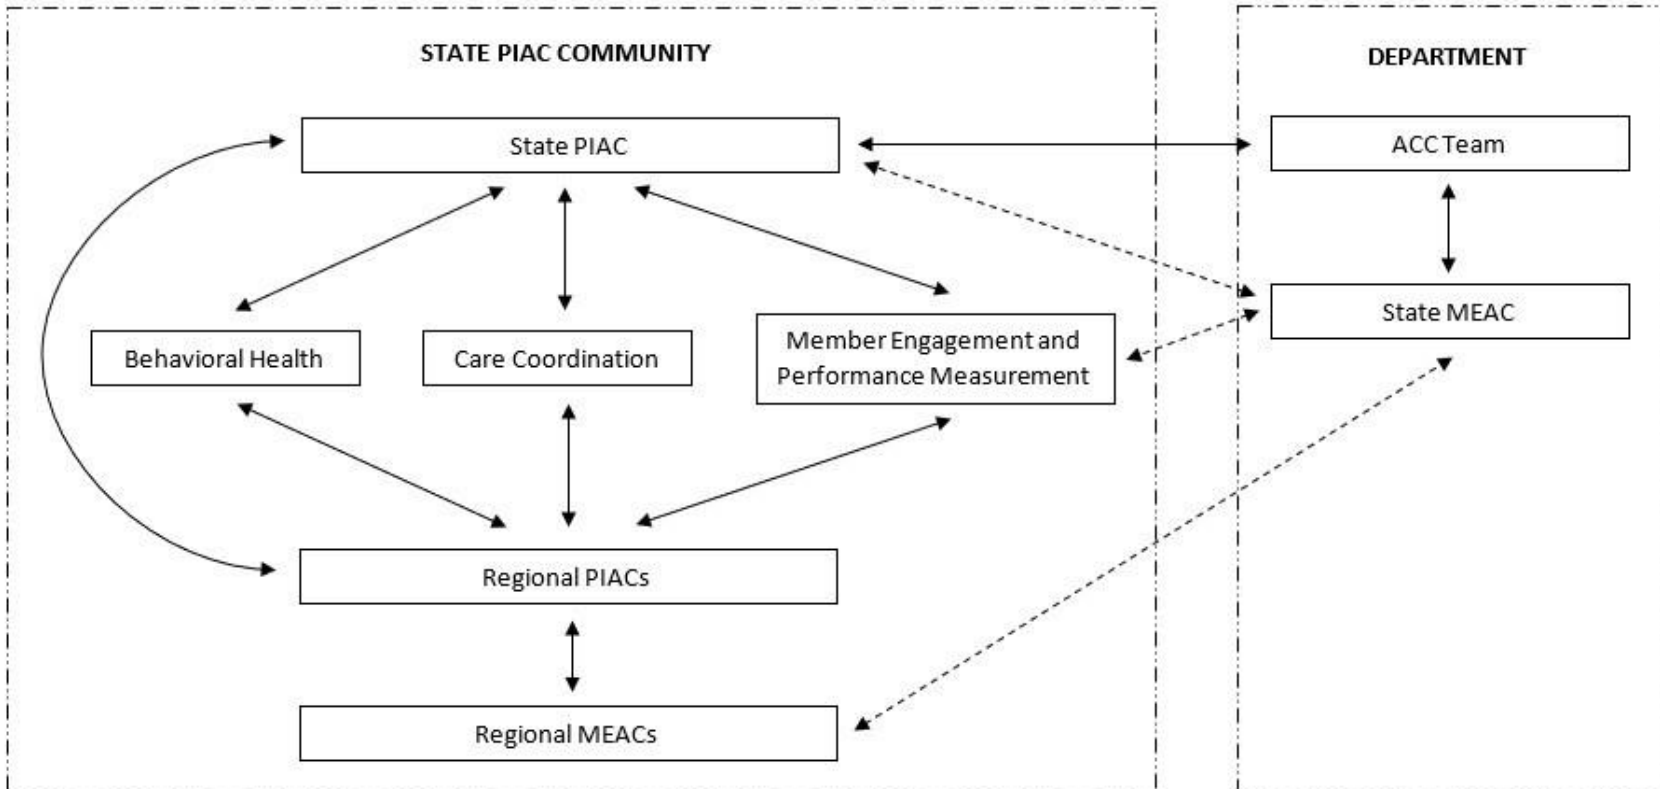 STATE PIAC COMMUNITY
DEPARTMENT
State PIAC
ACC Team
State MEAC
Behavioral Health
Care Coordination
Member Engagement and
Performance Measurement
Regional PIACs
Regional MEACs